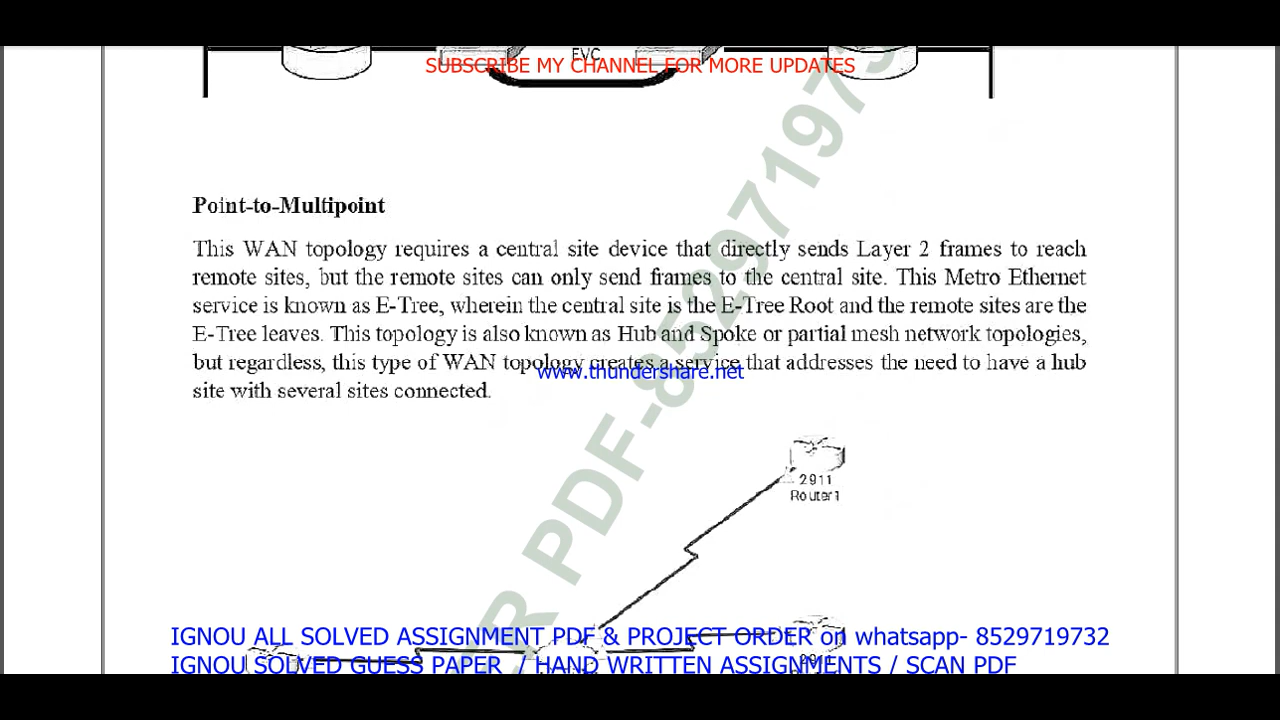 EVC
SUBSCRIBE MY CHANNEL FOR MORE UPDATES
Point-to-Multipoint
This WAN topology requires a central site device that directly sends Layer 2 frames to reach
remote sites, but the remote sites can only send frames to the central site. This Metro Ethernet
service is known as E-Tree, wherein the central site is the E-Tree Root and the remote sites are the
E-Tree leaves. This topology is also known as Hub and Spoke or partial mesh network topologies,
but regardless, this type of WAN topology creates a service that addresses the need to have a hub
www.thundershare.net
site with several sites connected.
R PDF-852971973
2911
Router1
IGNOU ALL SOLVED ASSIGNMENT PDF & PROJECT ORDER on whatsapp- 8529719732
2911
IGNOU SOLVED GUESS PAPER / HAND WRITTEN ASSIGNMENTS / SCAN PDF